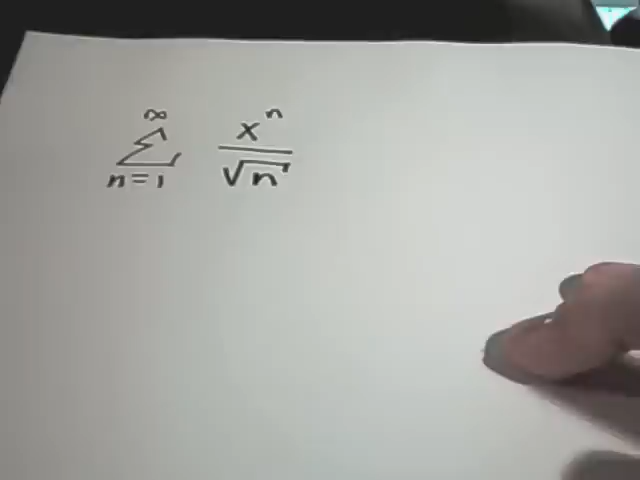 ∞
∑ x^n / √n
n=1